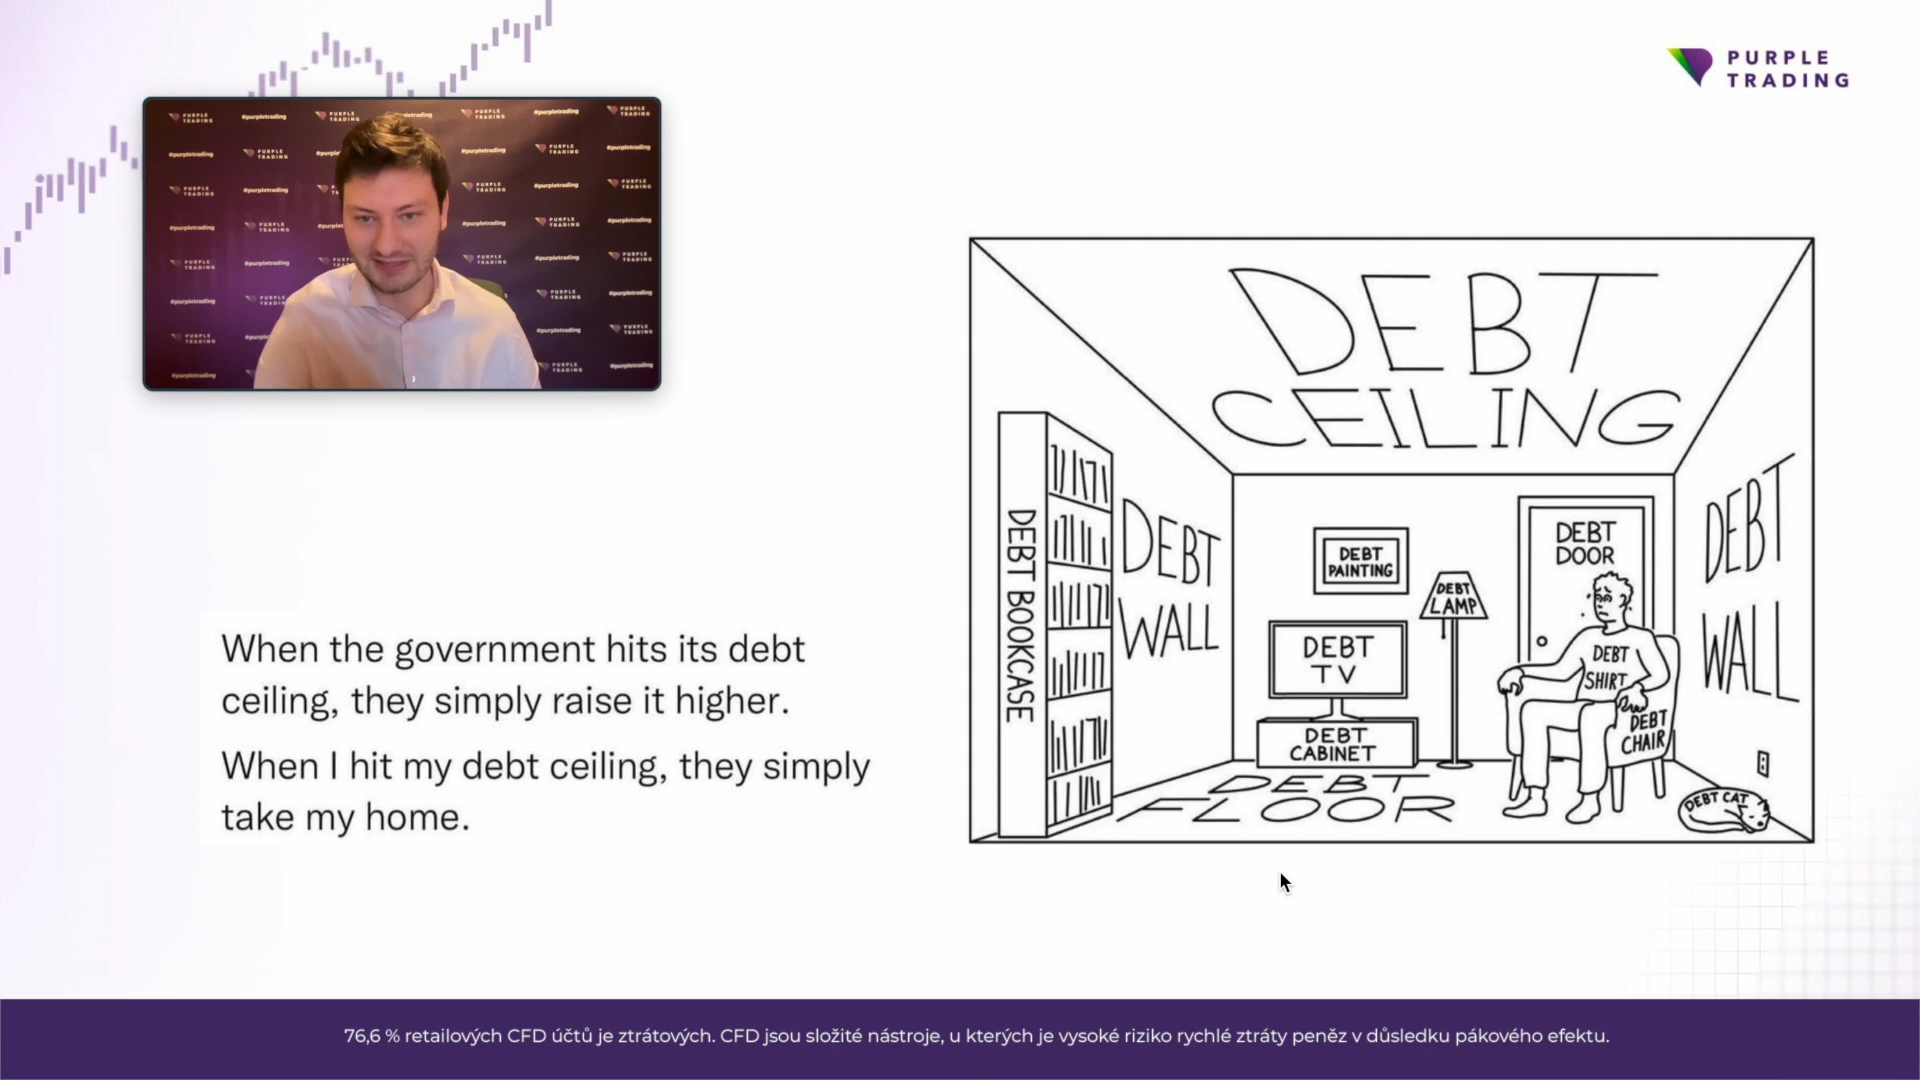 PURPLE
TRADING
#purpletrading
When the government hits its debt
ceiling, they simply raise it higher.
When I hit my debt ceiling, they simply
take my home.
DEBT
CEILING
DEBT BOOKCASE
DEBT
WALL
DEBT
PAINTING
DEBT
LAMP
DEBT
TV
DEBT
CABINET
DEBT
DOOR
DEBT
SHIRT
DEBT
CHAIR
DEBT
WALL
DEBT
FLOOR
DEBT CAT
76,6 % retailových CFD účtů je ztrátových. CFD jsou složité nástroje, u kterých je vysoké riziko rychlé ztráty peněz v důsledku pákového efektu.